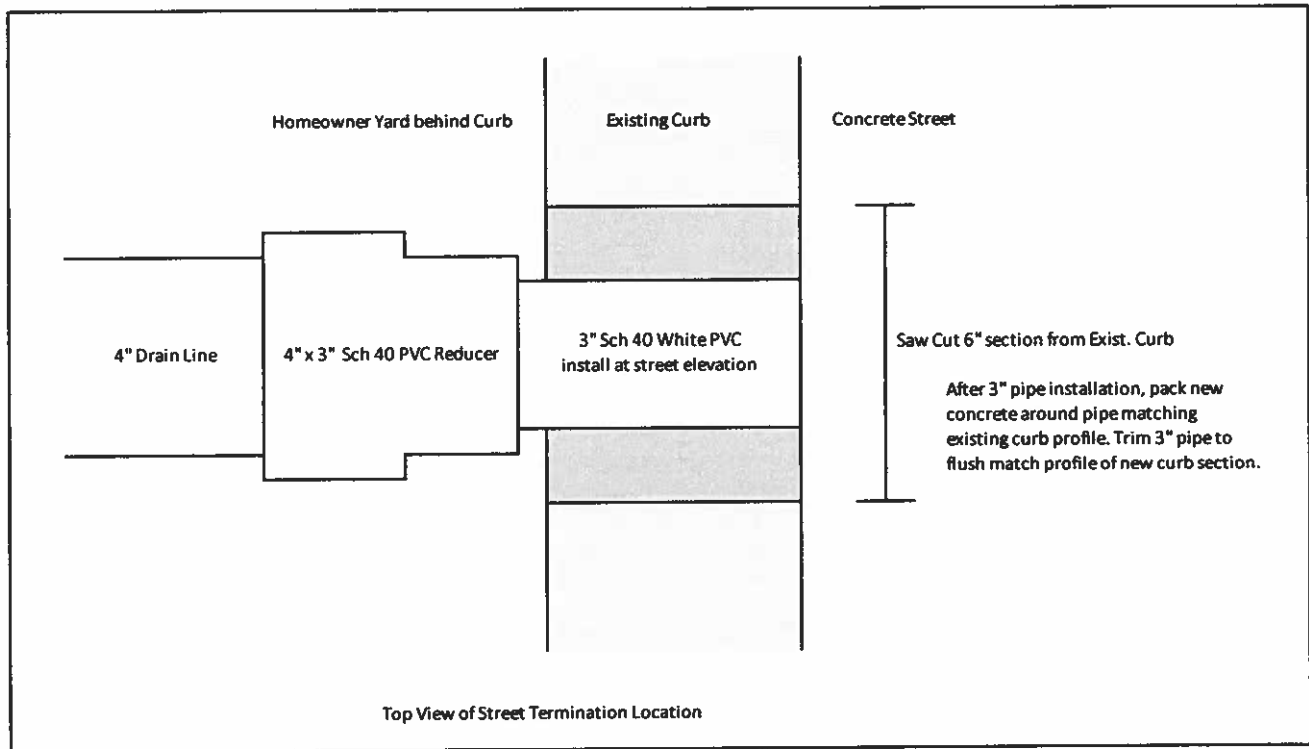 Homeowner Yard behind Curb
Existing Curb
Concrete Street
4" Drain Line
4" x 3" Sch 40 PVC Reducer
3" Sch 40 White PVC
install at street elevation
Saw Cut 6" section from Exist. Curb
After 3" pipe installation, pack new
concrete around pipe matching
existing curb profile. Trim 3" pipe to
flush match profile of new curb section.
Top View of Street Termination Location